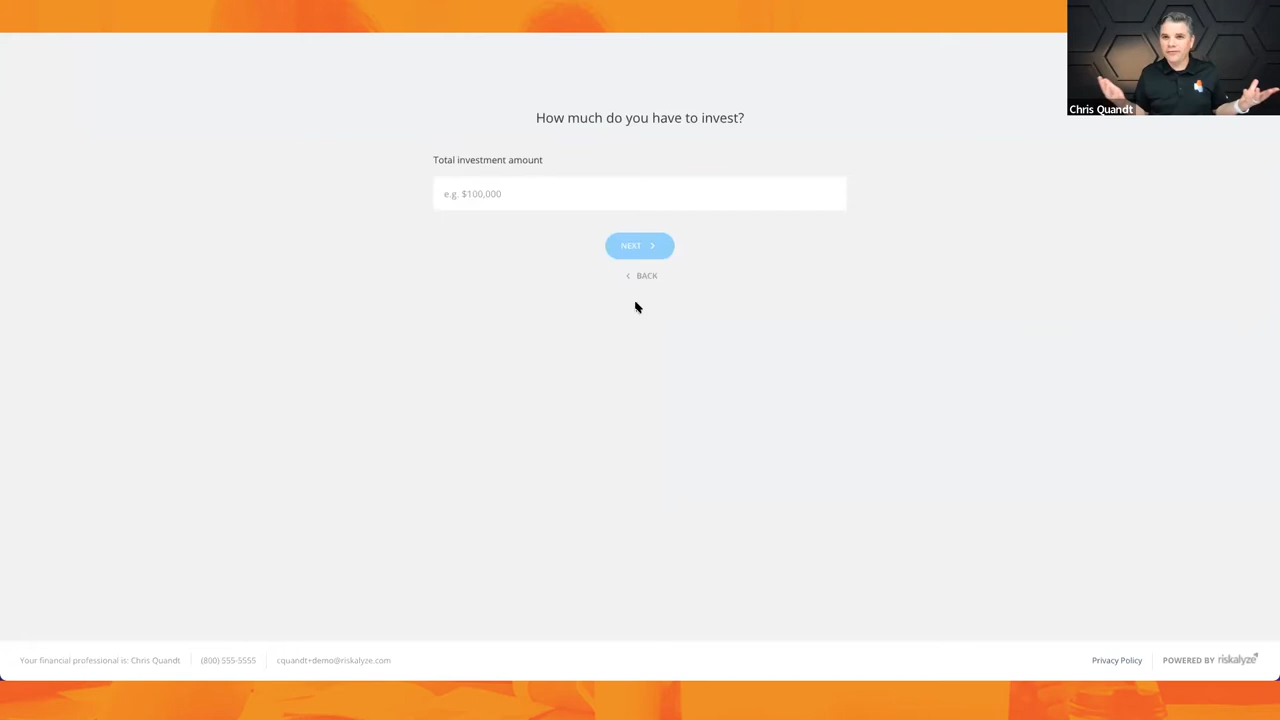 Chris Quandt
How much do you have to invest?
Total investment amount
e.g. $100,000
NEXT
BACK
Your financial professional is: Chris Quandt
(800) 555-5555
cquandt+demo@riskalyze.com
Privacy Policy
POWERED BY riskalyze